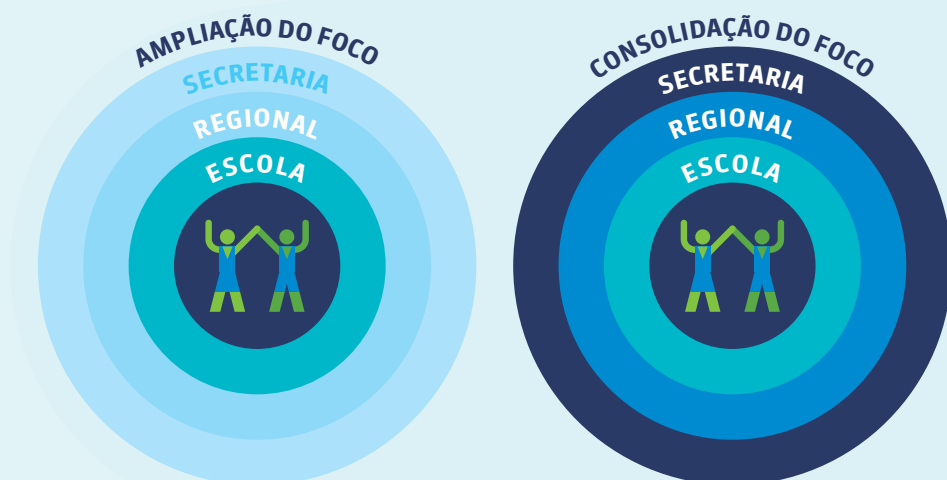 AMPLIAÇÃO DO FOCO
SECRETARIA
REGIONAL
ESCOLA
CONSOLIDAÇÃO DO FOCO
SECRETARIA
REGIONAL
ESCOLA